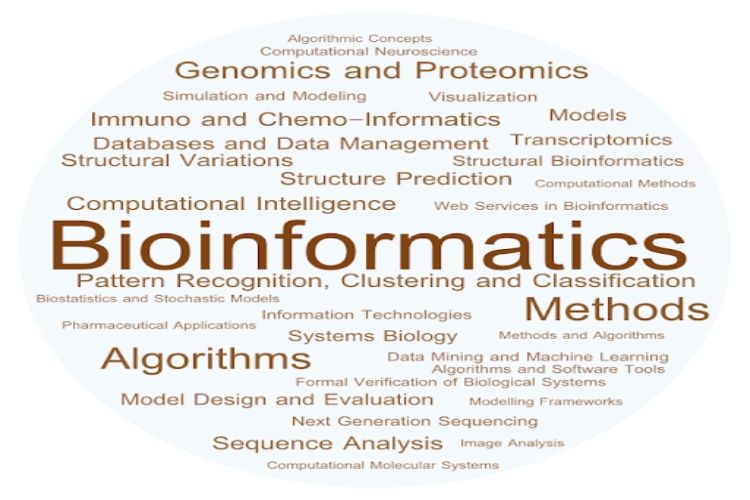 Algorithmic Concepts
Computational Neuroscience
Genomics and Proteomics
Simulation and Modeling
Visualization
Immuno and Chemo-Informatics
Models
Databases and Data Management
Transcriptomics
Structural Variations
Structural Bioinformatics
Structure Prediction
Computational Methods
Computational Intelligence
Web Services in Bioinformatics
Bioinformatics
Pattern Recognition, Clustering and Classification
Biostatistics and Stochastic Models
Methods
Information Technologies
Pharmaceutical Applications
Systems Biology
Methods and Algorithms
Algorithms
Data Mining and Machine Learning
Algorithms and Software Tools
Formal Verification of Biological Systems
Model Design and Evaluation
Modelling Frameworks
Next Generation Sequencing
Sequence Analysis
Image Analysis
Computational Molecular Systems